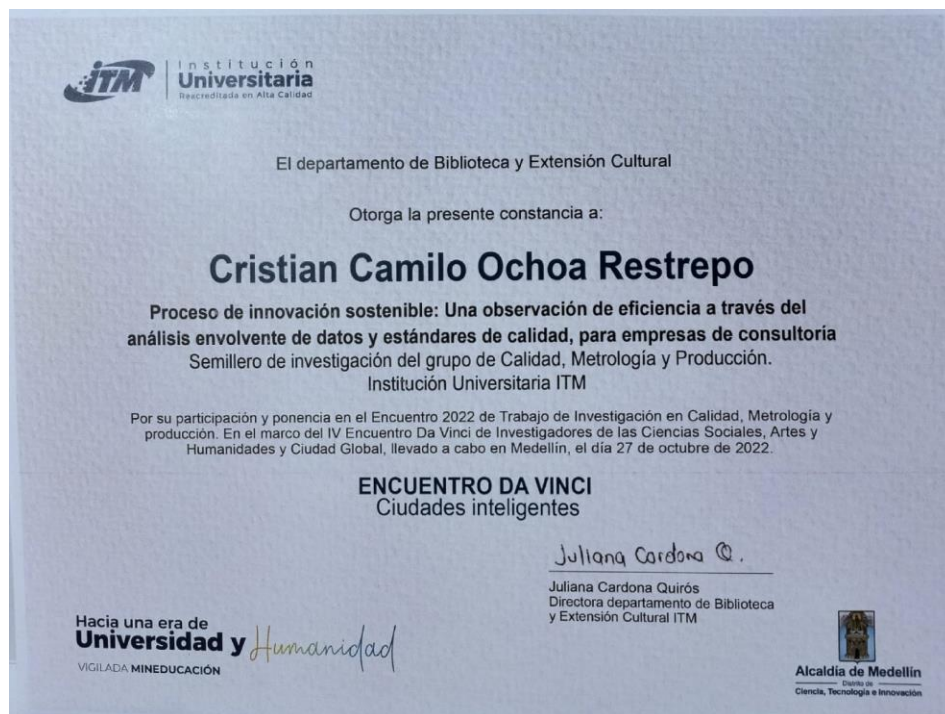 iTM
Institución
Universitaria
Reacreditada en Alta Calidad
El departamento de Biblioteca y Extensión Cultural
Otorga la presente constancia a:
Cristian Camilo Ochoa Restrepo
Proceso de innovación sostenible: Una observación de eficiencia a través del
análisis envolvente de datos y estándares de calidad, para empresas de consultoría
Semillero de investigación del grupo de Calidad, Metrología y Producción.
Institución Universitaria ITM
Por su participación y ponencia en el Encuentro 2022 de Trabajo de Investigación en Calidad, Metrología y
producción. En el marco del IV Encuentro Da Vinci de Investigadores de las Ciencias Sociales, Artes y
Humanidades y Ciudad Global, llevado a cabo en Medellín, el día 27 de octubre de 2022.
ENCUENTRO DA VINCI
Ciudades inteligentes
Juliana Cardona Q.
Juliana Cardona Quirós
Directora departamento de Biblioteca
y Extensión Cultural ITM
Hacia una era de
Universidad y Humanidad
VIGILADA MINEDUCACIÓN
Alcaldía de Medellín
Distrito de
Ciencia, Tecnología e Innovación